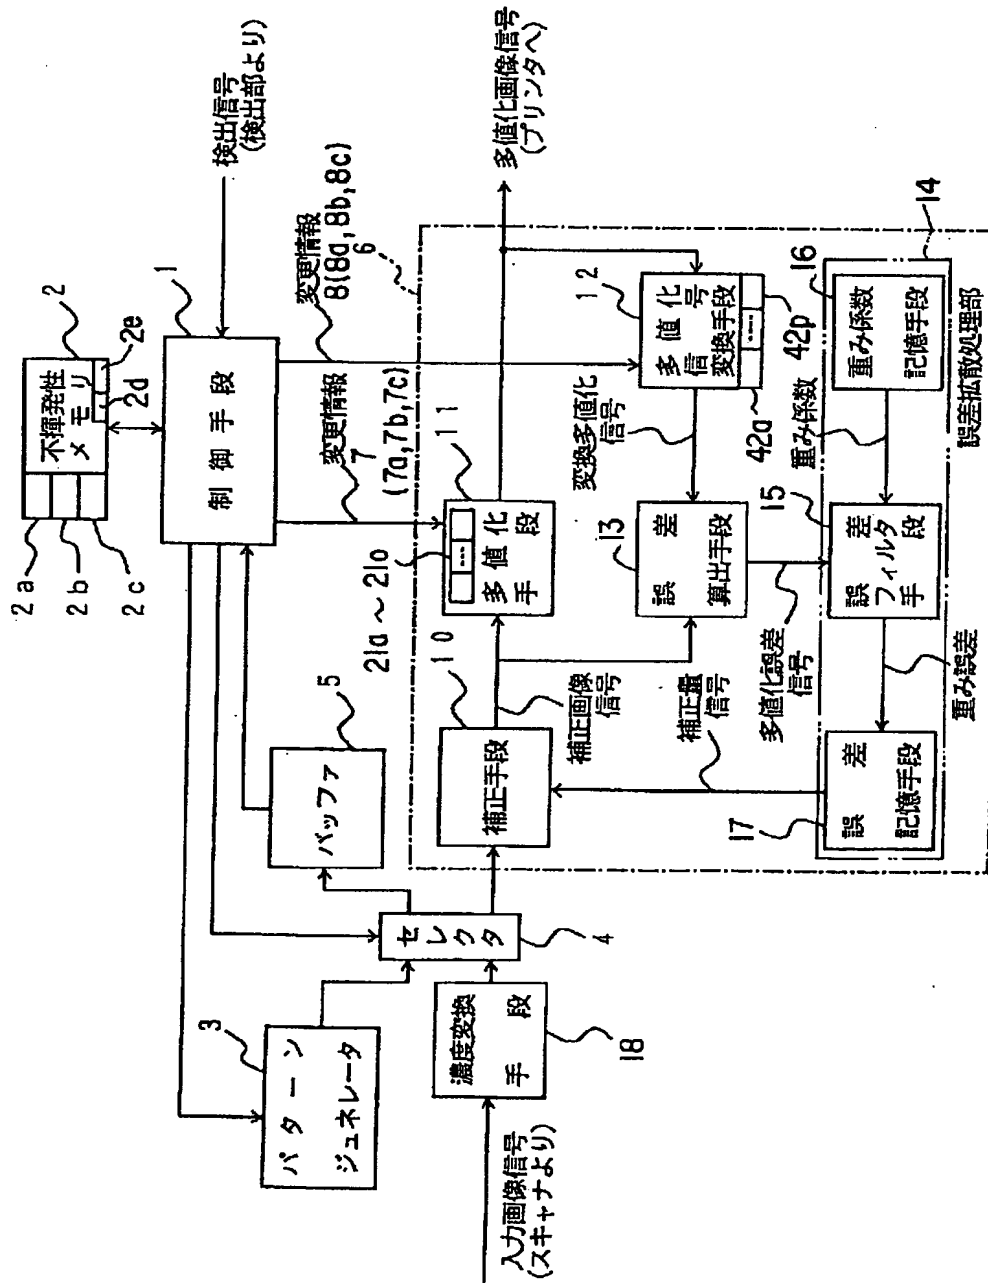 2
不揮発性
メモリ
2a
2b
2c
2d
2e
1
制御手段
検出信号
(検出部より)
変更情報
7
(7a,7b,7c)
変更情報
8(8a,8b,8c)
6
多値化画像信号
(プリンタへ)
3
パターン
ジュネレータ
5
バッファ
セレクタ
4
濃度変換
手段
18
入力画像信号
(スキャナより)
10
補正手段
補正画像
信号
11
多値化
手段
21a〜21o
12
多値化
信号
変換手段
42a
42p
変換多値化
信号
13
誤差
算出手段
補正量
信号
多値化誤差
信号
14
誤差拡散処理部
15
誤差
フィルタ
手段
重み係数
16
重み係数
記憶手段
17
誤差
記憶手段
重み誤差